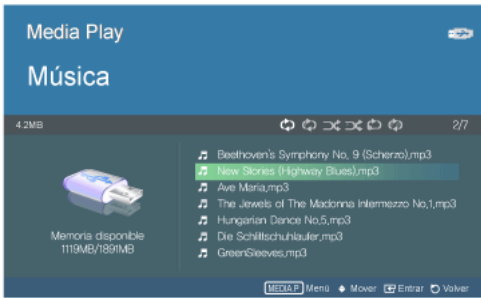 Media Play
Música
4.2MB 2/7
Beethoven's Symphony No. 9 (Scherzo).mp3
New Stories (Highway Blues).mp3
Ave Maria.mp3
The Jewels of The Madonna Intermezzo No.1.mp3
Hungarian Dance No.5.mp3
Die Schlittschuhlaufer.mp3
GreenSleeves.mp3
Memoria disponible
1119MB/1891MB
MEDIA.P Menú Mover Entrar Volver